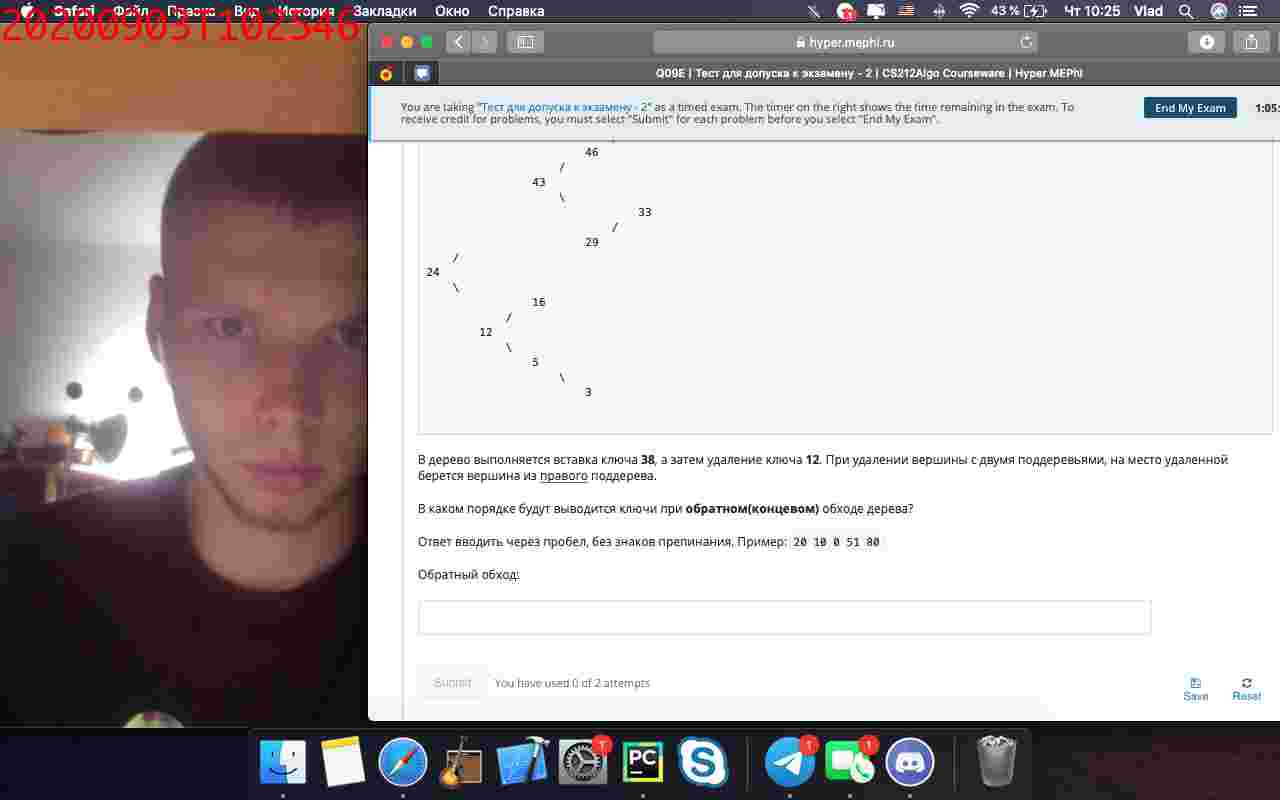 20200903T102546
Safari Файл Правка Вид История Закладки Окно Справка 43 % Чт 10:25 Vlad
hyper.mephi.ru
Q09E | Тест для допуска к экзамену - 2 | CS212Algo Courseware | Hyper.MEPhI
You are taking "Тест для допуска к экзамену - 2" as a timed exam. The timer on the right shows the time remaining in the exam. To
receive credit for problems, you must select "Submit" for each problem before you select "End My Exam".
End My Exam
1:05:
46
/
43
\
33
/
29
/
24
\
16
/
12
\
5
\
3
В дерево выполняется вставка ключа 38, а затем удаление ключа 12. При удалении вершины с двумя поддеревьями, на место удаленной
берется вершина из правого поддерева.
В каком порядке будут выводится ключи при обратном(концевом) обходе дерева?
Ответ вводить через пробел, без знаков препинания. Пример: 20 10 0 51 80
Обратный обход:
Submit You have used 0 of 2 attempts
Save Reset
1 PC 1 1